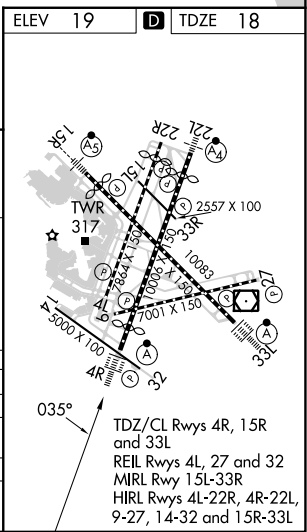 ELEV 19
D
TDZE 18
15R
A5
22R
22L
A4
P
P
15L
P
P
2557 X 100
33R
TWR
317
P
7864 X 150
10006 X 150
10083 X 150
27
P
P
4L
9
P
7001 X 150
14
5000 X 100
A
33L
A
4R
P
32
035°
TDZ/CL Rwys 4R, 15R
and 33L
REIL Rwys 4L, 27 and 32
MIRL Rwy 15L-33R
HIRL Rwys 4L-22R, 4R-22L,
9-27, 14-32 and 15R-33L